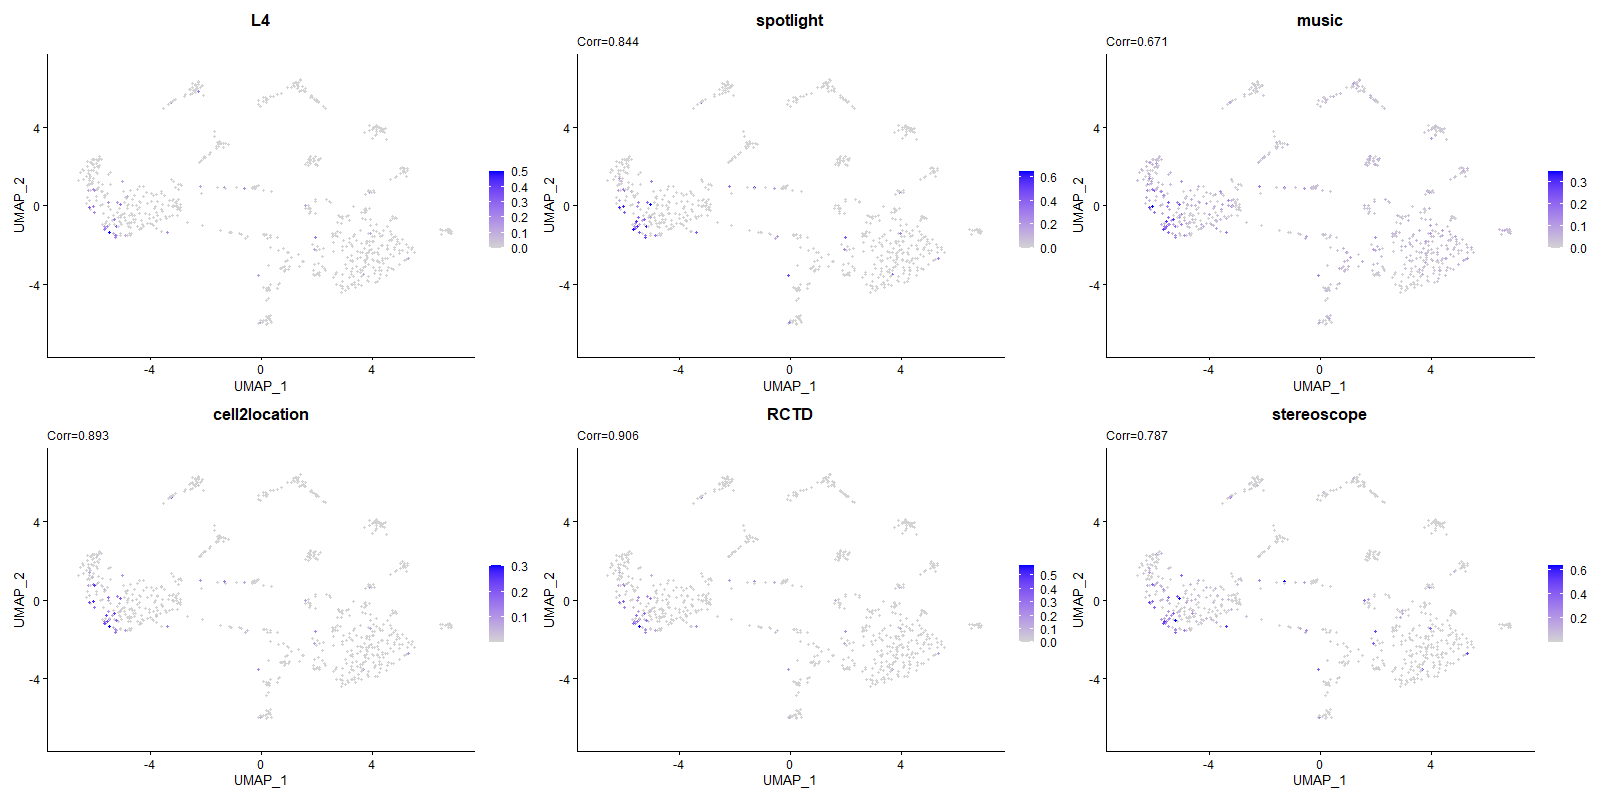 L4
4
0
-4
-4
0
4
UMAP_1
UMAP_2
0.5
0.4
0.3
0.2
0.1
0.0
spotlight
Corr=0.844
4
0
-4
-4
0
4
UMAP_1
UMAP_2
0.6
0.4
0.2
0.0
music
Corr=0.671
4
0
-4
-4
0
4
UMAP_1
UMAP_2
0.3
0.2
0.1
0.0
cell2location
Corr=0.893
4
0
-4
-4
0
4
UMAP_1
UMAP_2
0.3
0.2
0.1
RCTD
Corr=0.906
4
0
-4
-4
0
4
UMAP_1
UMAP_2
0.5
0.4
0.3
0.2
0.1
0.0
stereoscope
Corr=0.787
4
0
-4
-4
0
4
UMAP_1
UMAP_2
0.6
0.4
0.2